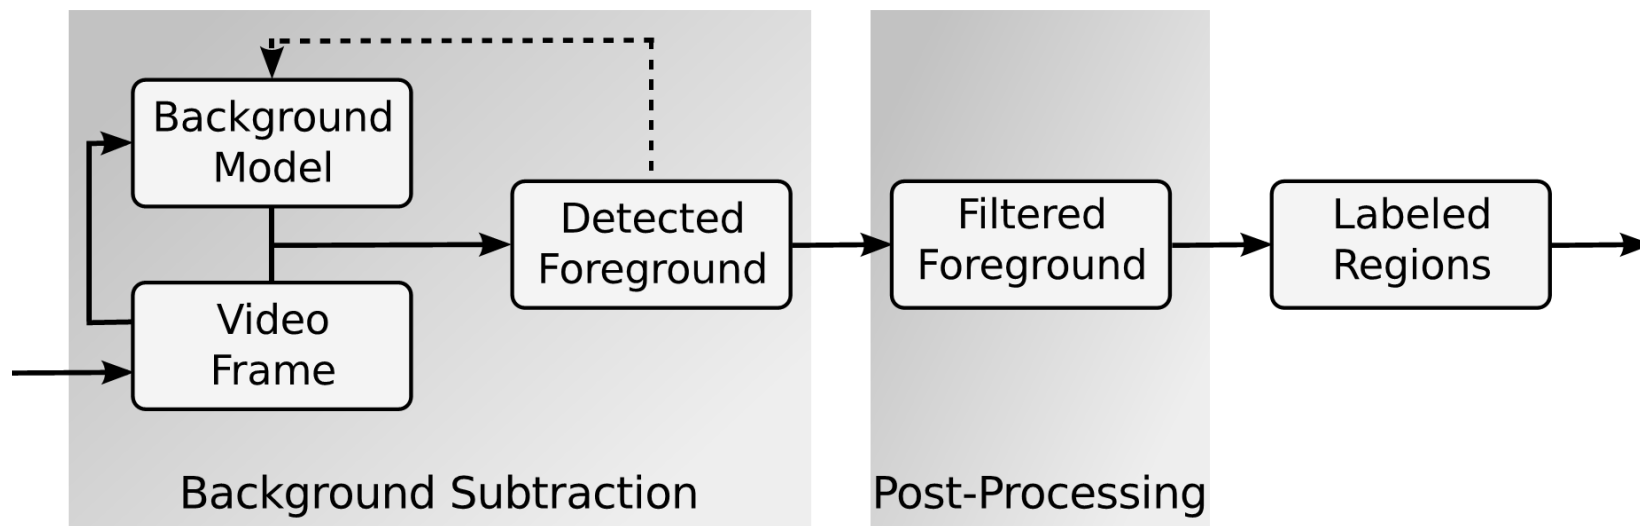 Background
Model
Video
Frame
Detected
Foreground
Filtered
Foreground
Labeled
Regions
Background Subtraction
Post-Processing